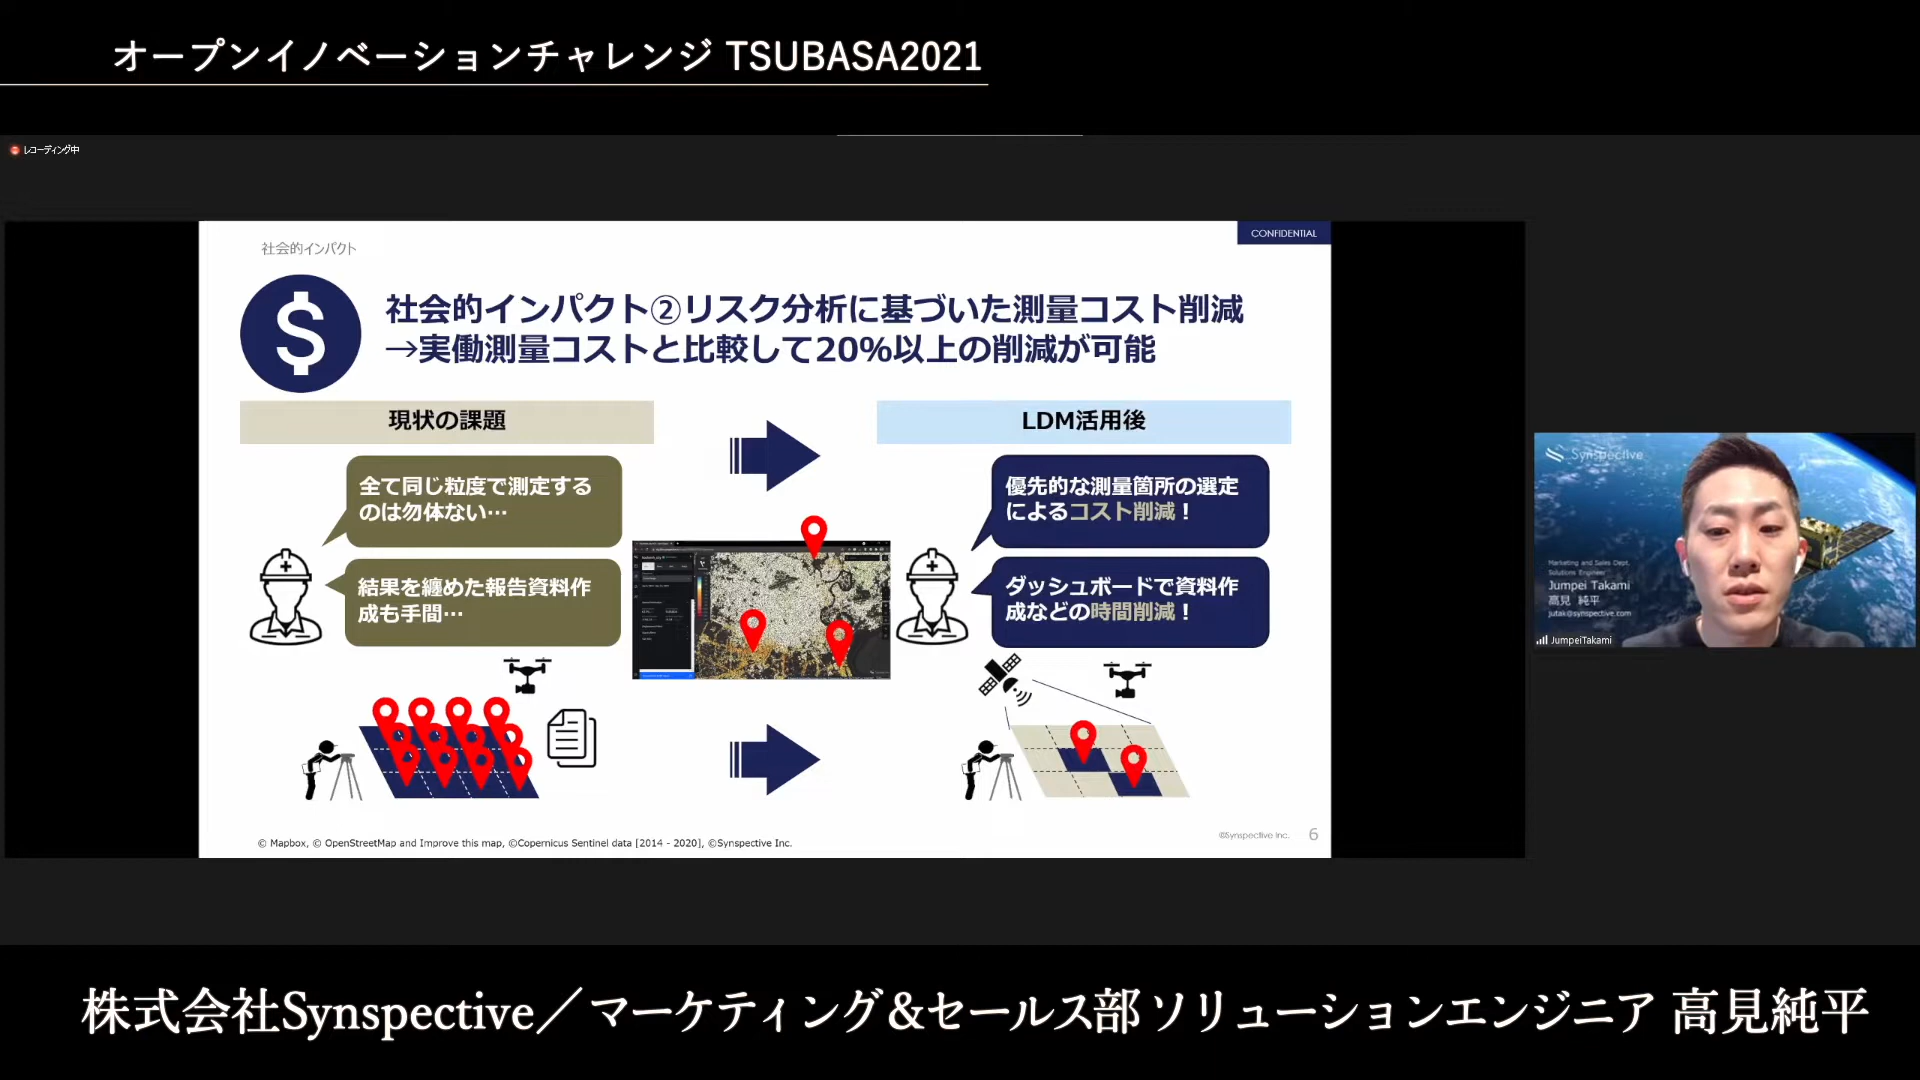 オープンイノベーションチャレンジ TSUBASA2021
レコーディング中
社会的インパクト
CONFIDENTIAL
社会的インパクト②リスク分析に基づいた測量コスト削減
→実働測量コストと比較して20%以上の削減が可能
現状の課題
LDM活用後
全て同じ粒度で測定する
のは勿体ない…
結果を纏めた報告資料作
成も手間…
優先的な測量箇所の選定
によるコスト削減！
ダッシュボードで資料作
成などの時間削減！
© Mapbox, © OpenStreetMap and Improve this map, ©Copernicus Sentinel data [2014 - 2020], ©Synspective Inc.
©Synspective Inc.
6
Synspective
Marketing and Sales Dept.
Solutions Engineer
Jumpei Takami
高見 純平
jutak@synspective.com
JumpeiTakami
株式会社Synspective／マーケティング＆セールス部 ソリューションエンジニア 高見純平